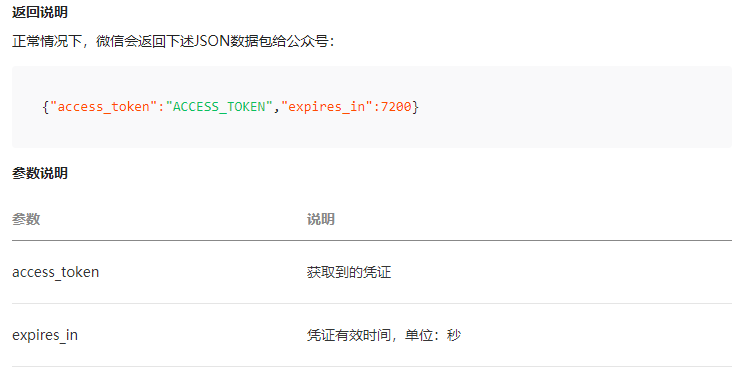 返回说明
正常情况下，微信会返回下述JSON数据包给公众号：
{"access_token":"ACCESS_TOKEN","expires_in":7200}
参数说明
参数 说明
access_token 获取到的凭证
expires_in 凭证有效时间，单位：秒